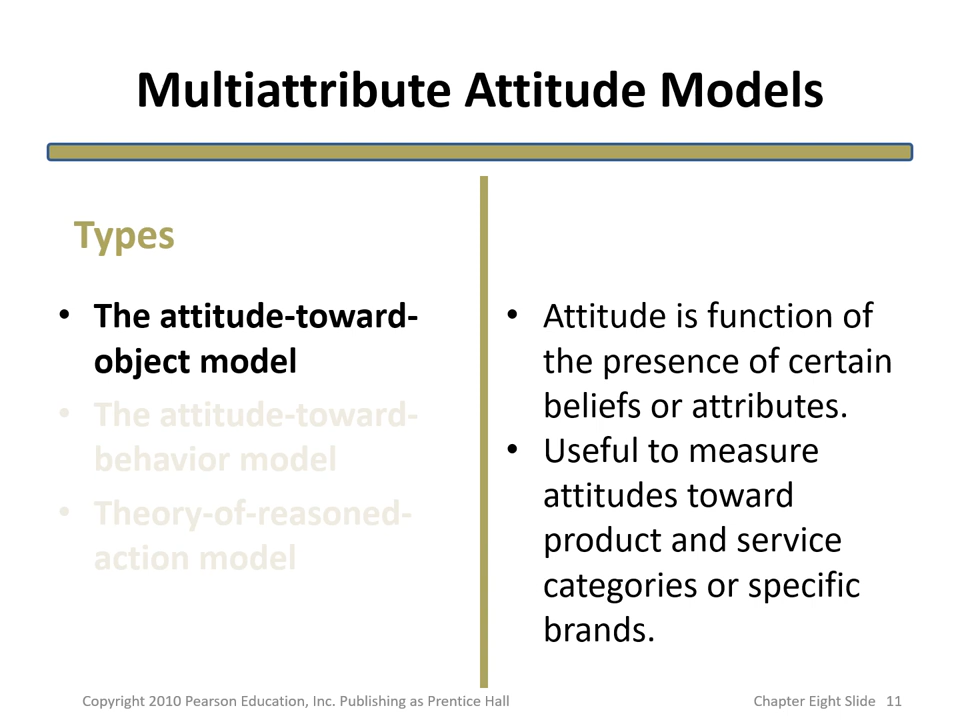 Multiattribute Attitude Models
Types
• The attitude-toward-
object model
• The attitude-toward-
behavior model
• Theory-of-reasoned-
action model
• Attitude is function of
the presence of certain
beliefs or attributes.
• Useful to measure
attitudes toward
product and service
categories or specific
brands.
Copyright 2010 Pearson Education, Inc. Publishing as Prentice Hall
Chapter Eight Slide 11